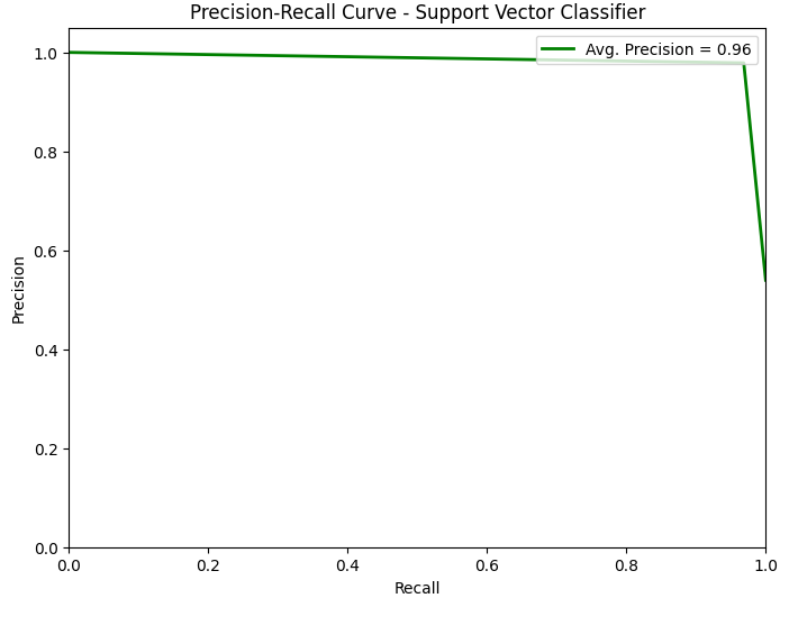 Precision-Recall Curve - Support Vector Classifier
Avg. Precision = 0.96
1.0
0.8
0.6
0.4
0.2
0.0
Precision
0.0 0.2 0.4 0.6 0.8 1.0
Recall